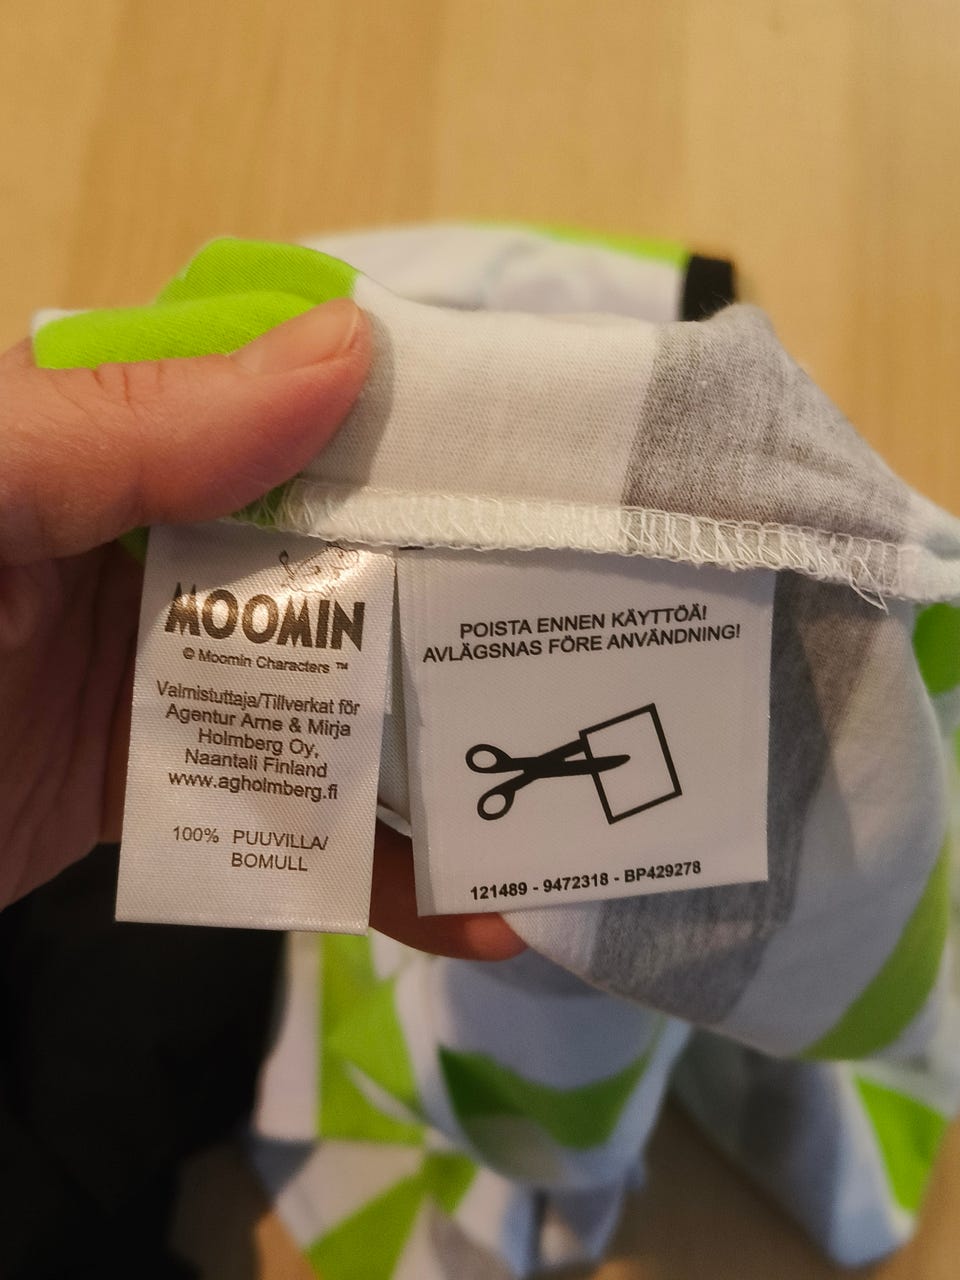 MOOMIN
© Moomin Characters ™
Valmistuttaja/Tillverkat för
Agentur Arne & Mirja
Holmberg Oy,
Naantali Finland
www.agholmberg.fi
100% PUUVILLA/
BOMULL
POISTA ENNEN KÄYTTÖÄ!
AVLÄGSNAS FÖRE ANVÄNDNING!
121489 - 9472318 - BP429278